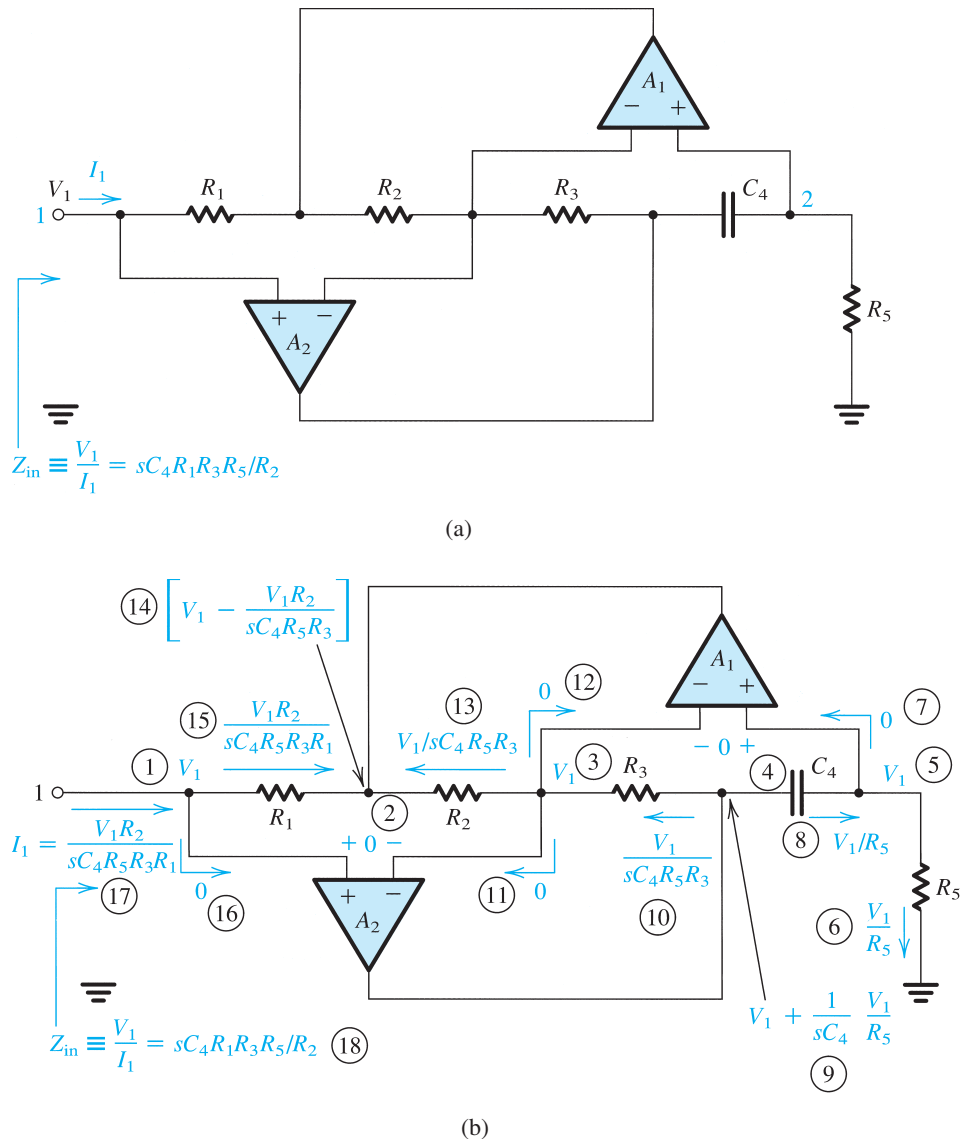 A₁
− +
I₁
V₁
R₁
R₂
R₃
C₄
1
2
R₅
+ −
A₂
Z_in ≡ V₁/I₁ = sC₄R₁R₃R₅/R₂
(a)
14 [V₁ − V₁R₂/sC₄R₅R₃]
A₁
− +
0 12
15 V₁R₂/sC₄R₅R₃R₁
13
V₁/sC₄R₅R₃
0 7
− 0 +
1 V₁
V₁ 3
R₃
4 C₄
V₁ 5
1
R₁
2
R₂
I₁ = V₁R₂/sC₄R₅R₃R₁
+ 0 −
V₁/sC₄R₅R₃
8 V₁/R₅
17
0
16
+ −
A₂
11 0
10
R₅
6 V₁/R₅
Z_in ≡ V₁/I₁ = sC₄R₁R₃R₅/R₂ 18
V₁ + 1/sC₄ V₁/R₅
9
(b)